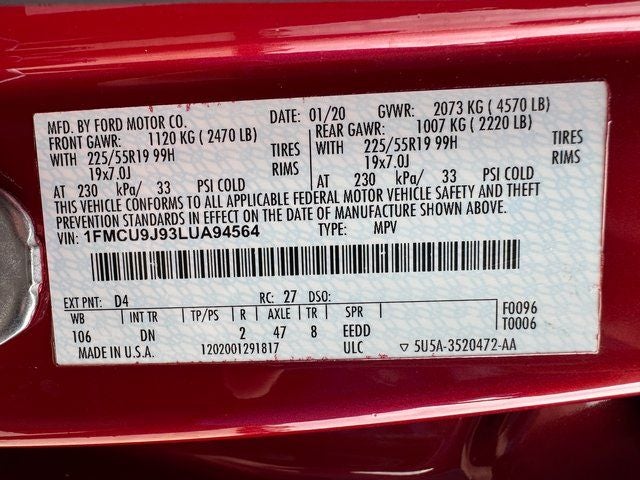 MFD. BY FORD MOTOR CO. DATE: 01/20 GVWR: 2073 KG ( 4570 LB)
FRONT GAWR: 1120 KG ( 2470 LB) REAR GAWR: 1007 KG ( 2220 LB)
WITH 225/55R19 99H TIRES WITH 225/55R19 99H TIRES
19x7.0J RIMS 19x7.0J RIMS
AT 230 kPa/ 33 PSI COLD AT 230 kPa/ 33 PSI COLD
THIS VEHICLE CONFORMS TO ALL APPLICABLE FEDERAL MOTOR VEHICLE SAFETY AND THEFT
PREVENTION STANDARDS IN EFFECT ON THE DATE OF MANUFACTURE SHOWN ABOVE.
VIN: 1FMCU9J93LUA94564 TYPE: MPV
EXT PNT: D4 RC: 27 DSO:
WB INT TR TP/PS R AXLE TR SPR F0096
106 DN 2 47 8 EEDD T0006
MADE IN U.S.A. 1202001291817 ULC ▽ 5U5A-3520472-AA